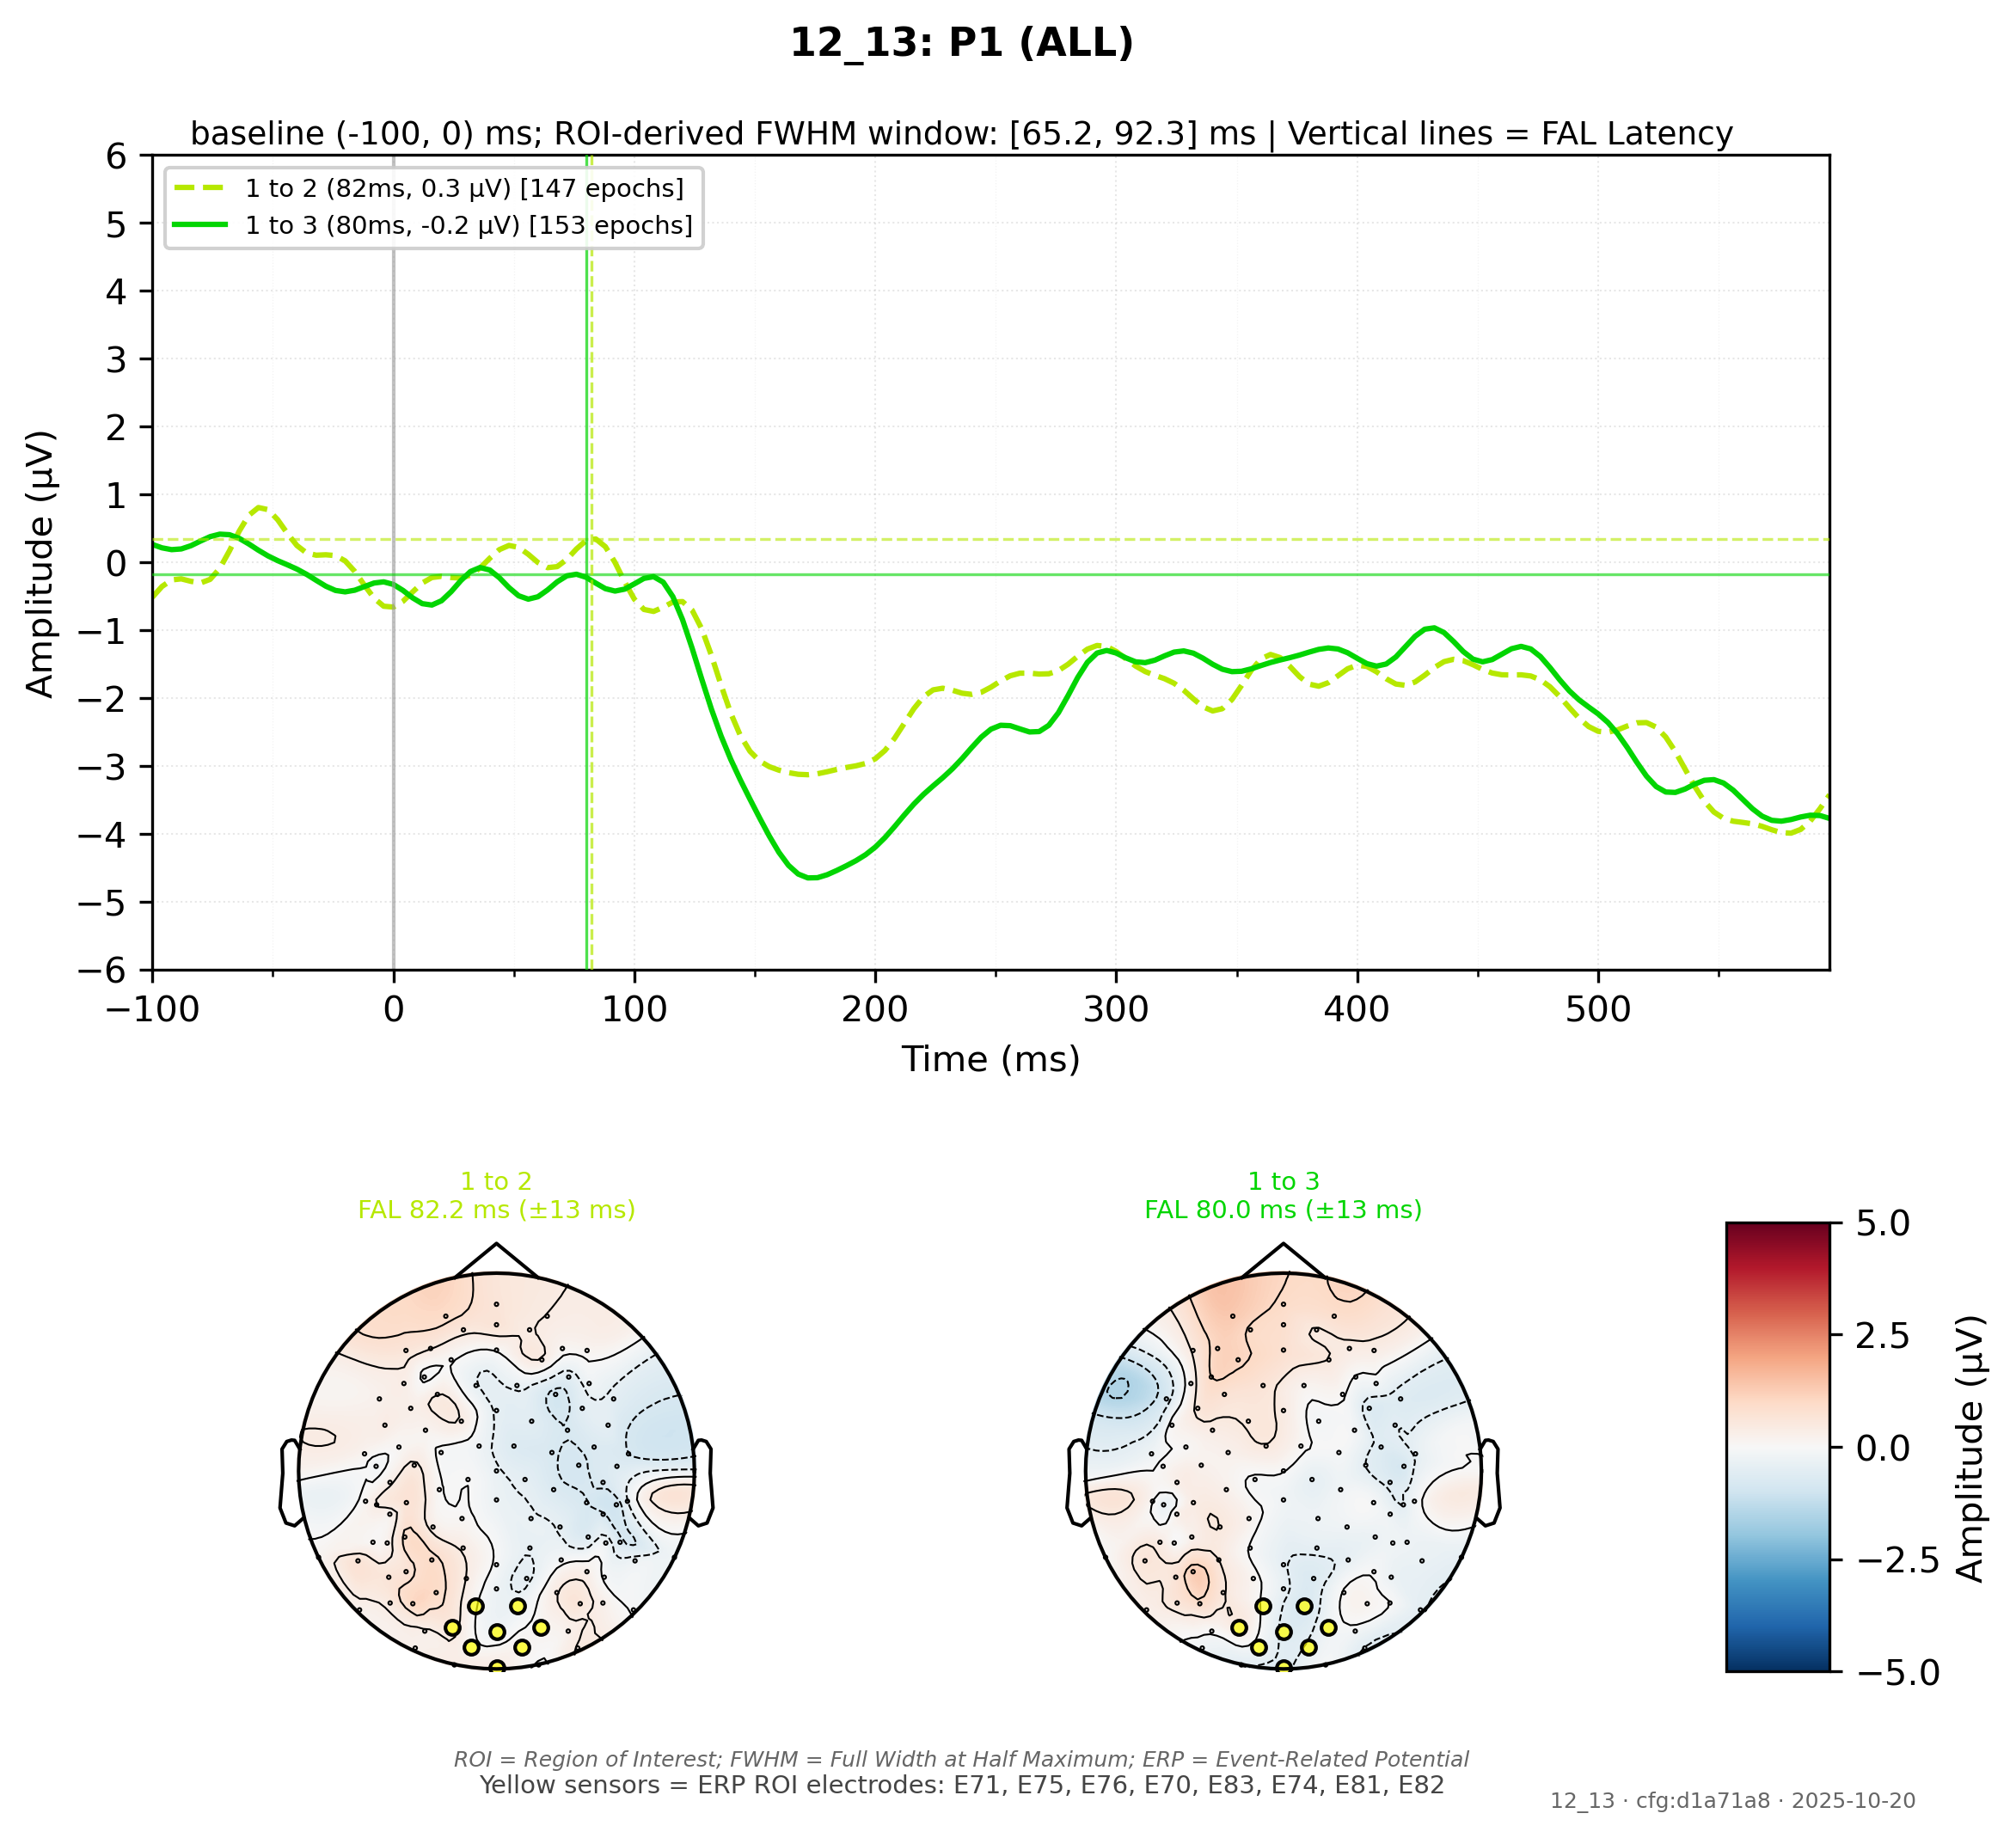 12_13: P1 (ALL)
baseline (-100, 0) ms; ROI-derived FWHM window: [65.2, 92.3] ms | Vertical lines = FAL Latency
1 to 2 (82ms, 0.3 µV) [147 epochs]
1 to 3 (80ms, -0.2 µV) [153 epochs]
Amplitude (µV)
6
5
4
3
2
1
0
−1
−2
−3
−4
−5
−6
−100 0 100 200 300 400 500
Time (ms)
1 to 2
FAL 82.2 ms (±13 ms)
1 to 3
FAL 80.0 ms (±13 ms)
5.0
2.5
0.0
−2.5
−5.0
Amplitude (µV)
ROI = Region of Interest; FWHM = Full Width at Half Maximum; ERP = Event-Related Potential
Yellow sensors = ERP ROI electrodes: E71, E75, E76, E70, E83, E74, E81, E82
12_13 · cfg:d1a71a8 · 2025-10-20